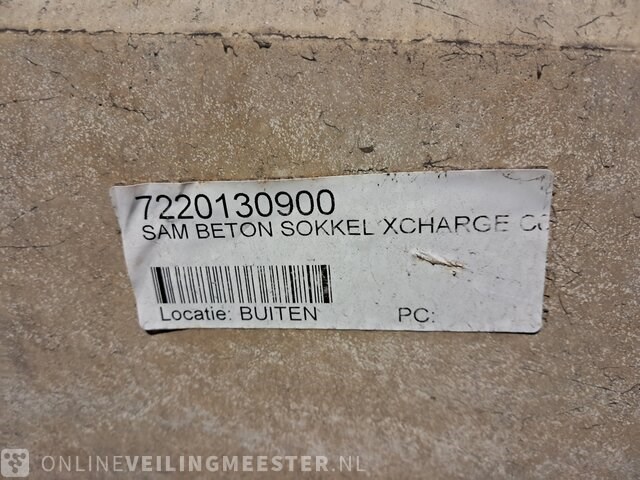 7220130900
SAM BETON SOKKEL XCHARGE
Locatie: BUITEN PC:
ONLINEVEILINGMEESTER.NL